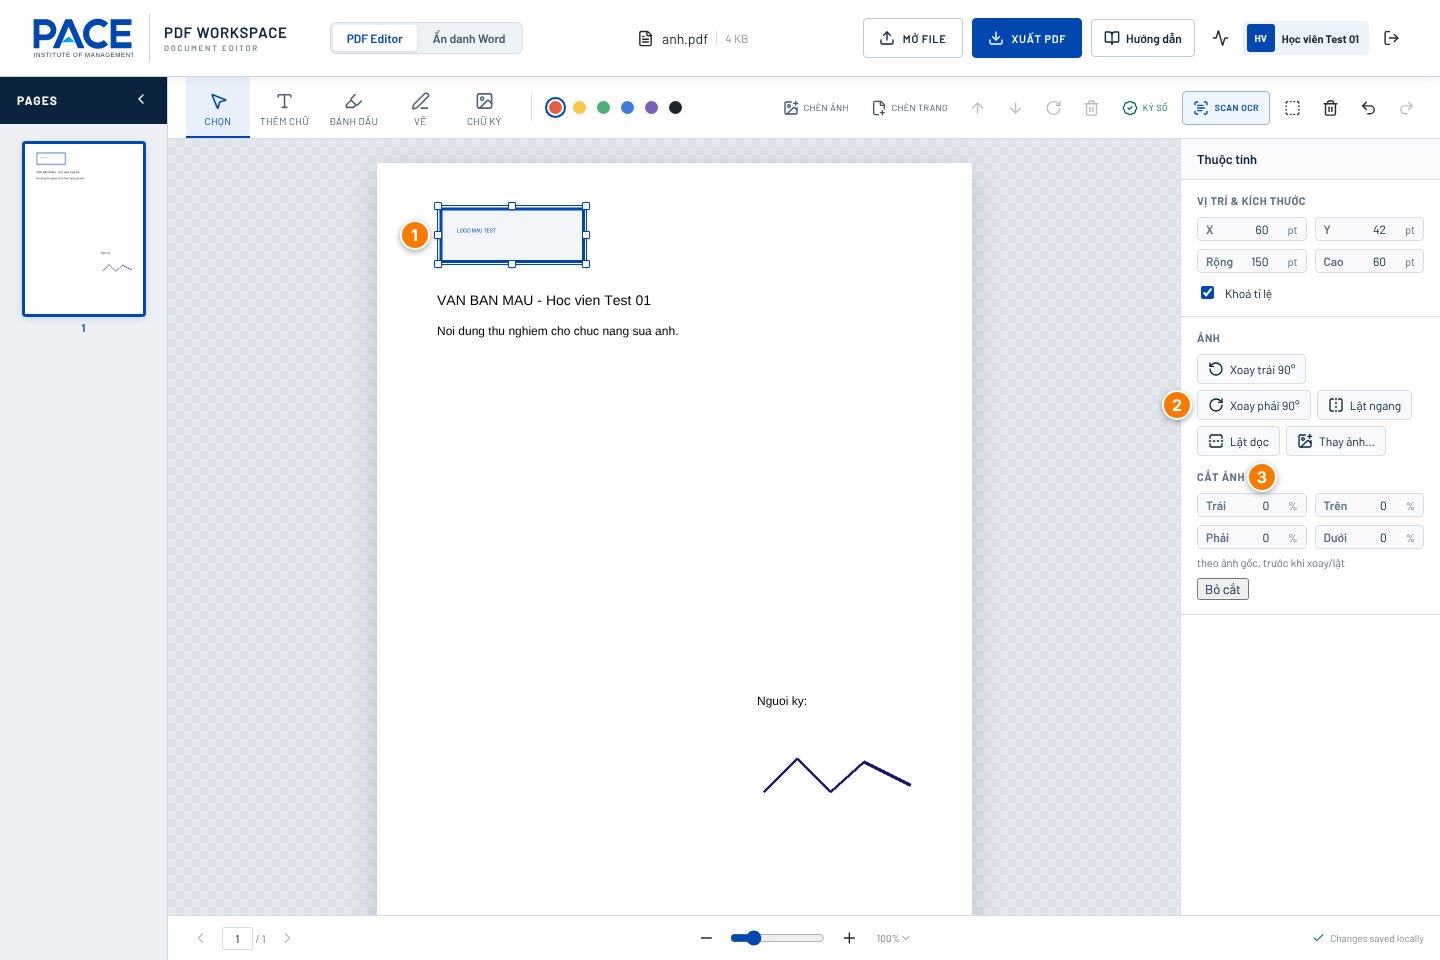 PACE
INSTITUTE OF MANAGEMENT
PDF WORKSPACE
DOCUMENT EDITOR
PDF Editor
Ẩn danh Word
anh.pdf
4 KB
MỞ FILE
XUẤT PDF
Hướng dẫn
HV
Học viên Test 01
PAGES
CHỌN
THÊM CHỮ
ĐÁNH DẤU
VẼ
CHỮ KÝ
CHÈN ẢNH
CHÈN TRANG
KÝ SỐ
SCAN OCR
1
1
LOGO MAU TEST
VAN BAN MAU - Hoc vien Test 01
Noi dung thu nghiem cho chuc nang sua anh.
Nguoi ky:
Thuộc tính
VỊ TRÍ & KÍCH THƯỚC
X 60 pt
Y 42 pt
Rộng 150 pt
Cao 60 pt
Khoá tỉ lệ
ẢNH
Xoay trái 90°
2
Xoay phải 90°
Lật ngang
Lật dọc
Thay ảnh...
CẮT ẢNH
3
Trái 0 %
Trên 0 %
Phải 0 %
Dưới 0 %
theo ảnh gốc, trước khi xoay/lật
Bỏ cắt
1 / 1
100%
Changes saved locally